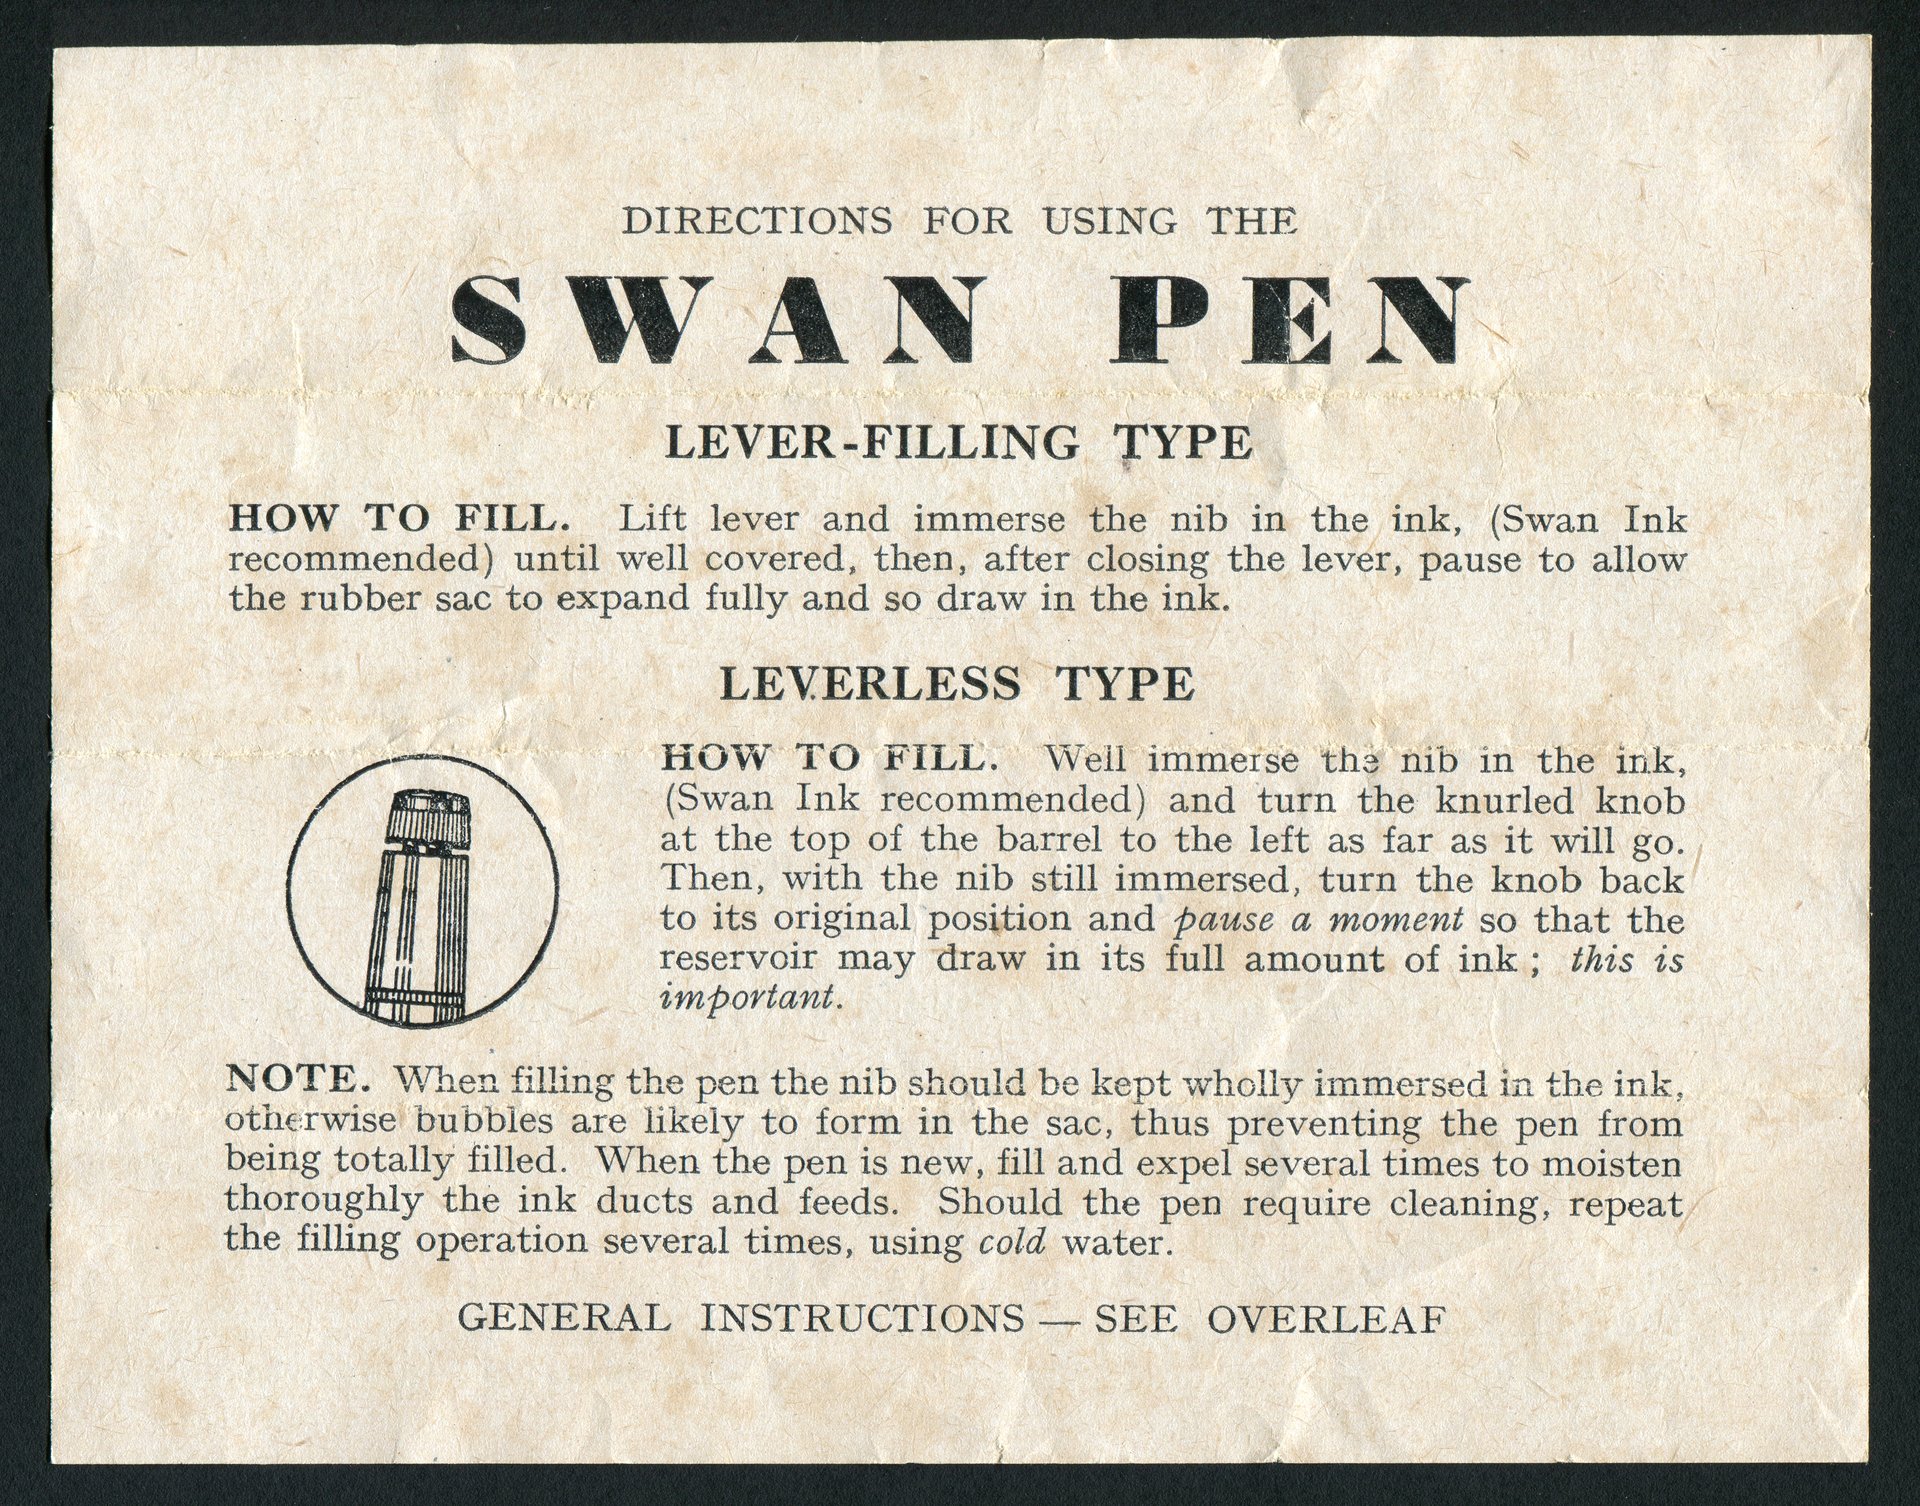 DIRECTIONS FOR USING THE
SWAN PEN
LEVER-FILLING TYPE
HOW TO FILL. Lift lever and immerse the nib in the ink, (Swan Ink
recommended) until well covered, then, after closing the lever, pause to allow
the rubber sac to expand fully and so draw in the ink.
LEVERLESS TYPE
HOW TO FILL. Well immerse the nib in the ink,
(Swan Ink recommended) and turn the knurled knob
at the top of the barrel to the left as far as it will go.
Then, with the nib still immersed, turn the knob back
to its original position and pause a moment so that the
reservoir may draw in its full amount of ink ; this is
important.
NOTE. When filling the pen the nib should be kept wholly immersed in the ink,
otherwise bubbles are likely to form in the sac, thus preventing the pen from
being totally filled. When the pen is new, fill and expel several times to moisten
thoroughly the ink ducts and feeds. Should the pen require cleaning, repeat
the filling operation several times, using cold water.
GENERAL INSTRUCTIONS — SEE OVERLEAF